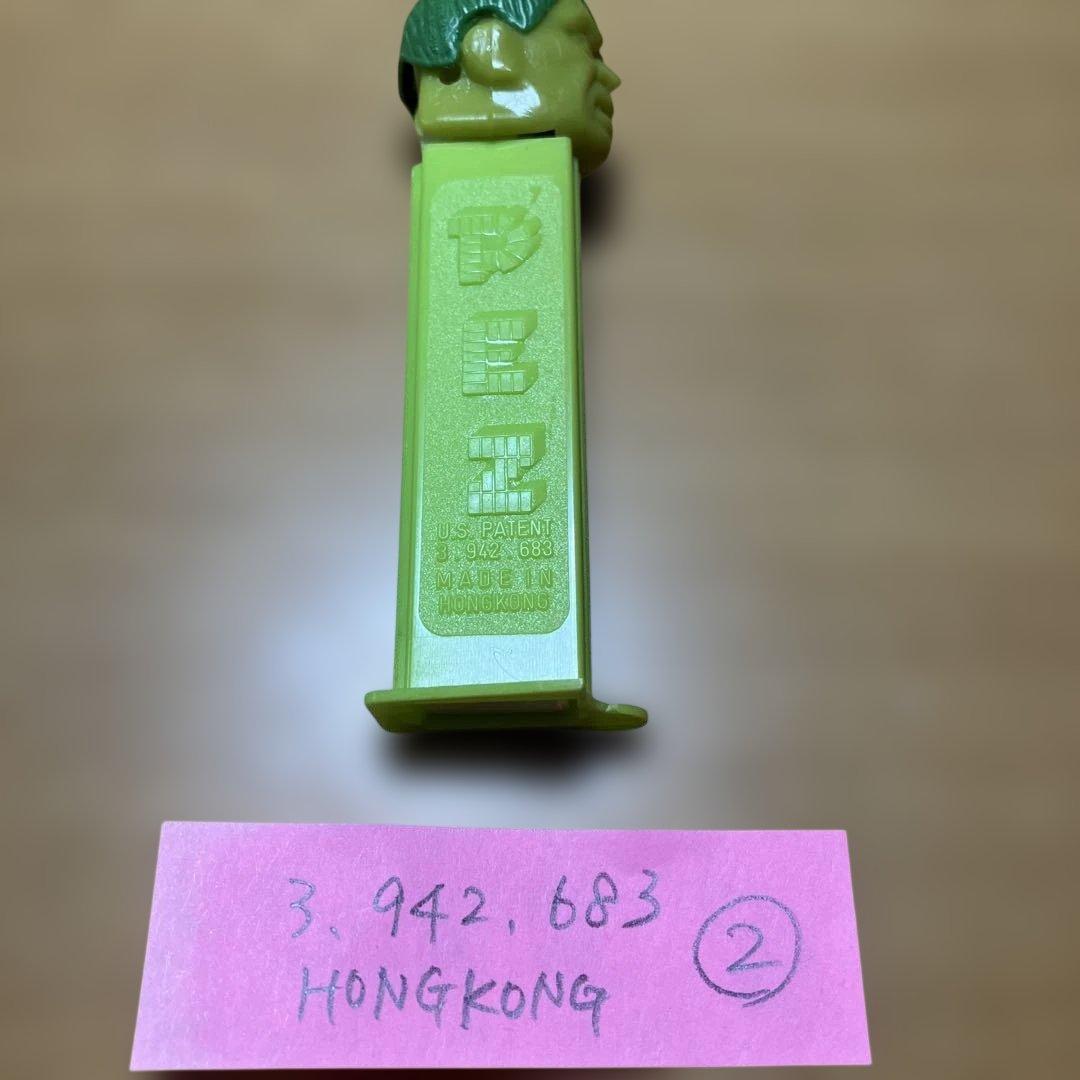 PEZ
U.S. PATENT
3 942 683
MADE IN
HONGKONG
3、942, 683
HONGKONG
②